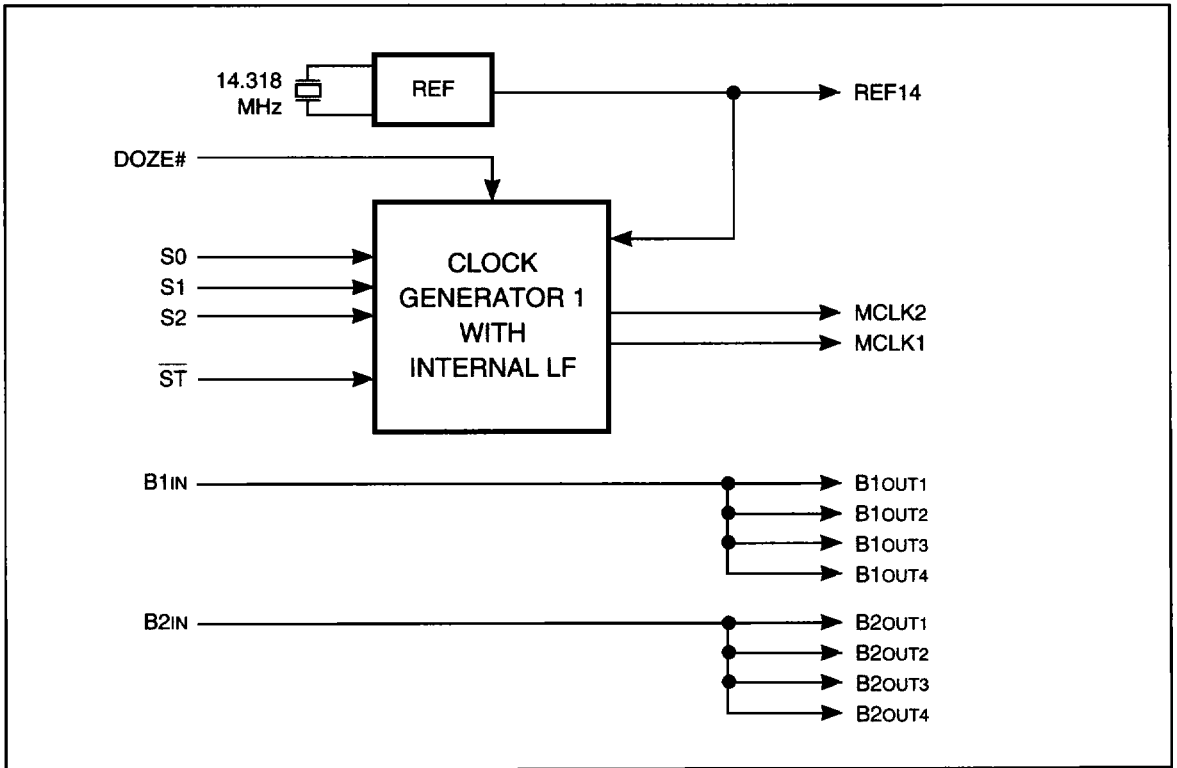 14.318
MHz
REF
REF14
DOZE#
S0
S1
S2
S̅T̅
CLOCK
GENERATOR 1
WITH
INTERNAL LF
MCLK2
MCLK1
B1IN
B1OUT1
B1OUT2
B1OUT3
B1OUT4
B2IN
B2OUT1
B2OUT2
B2OUT3
B2OUT4